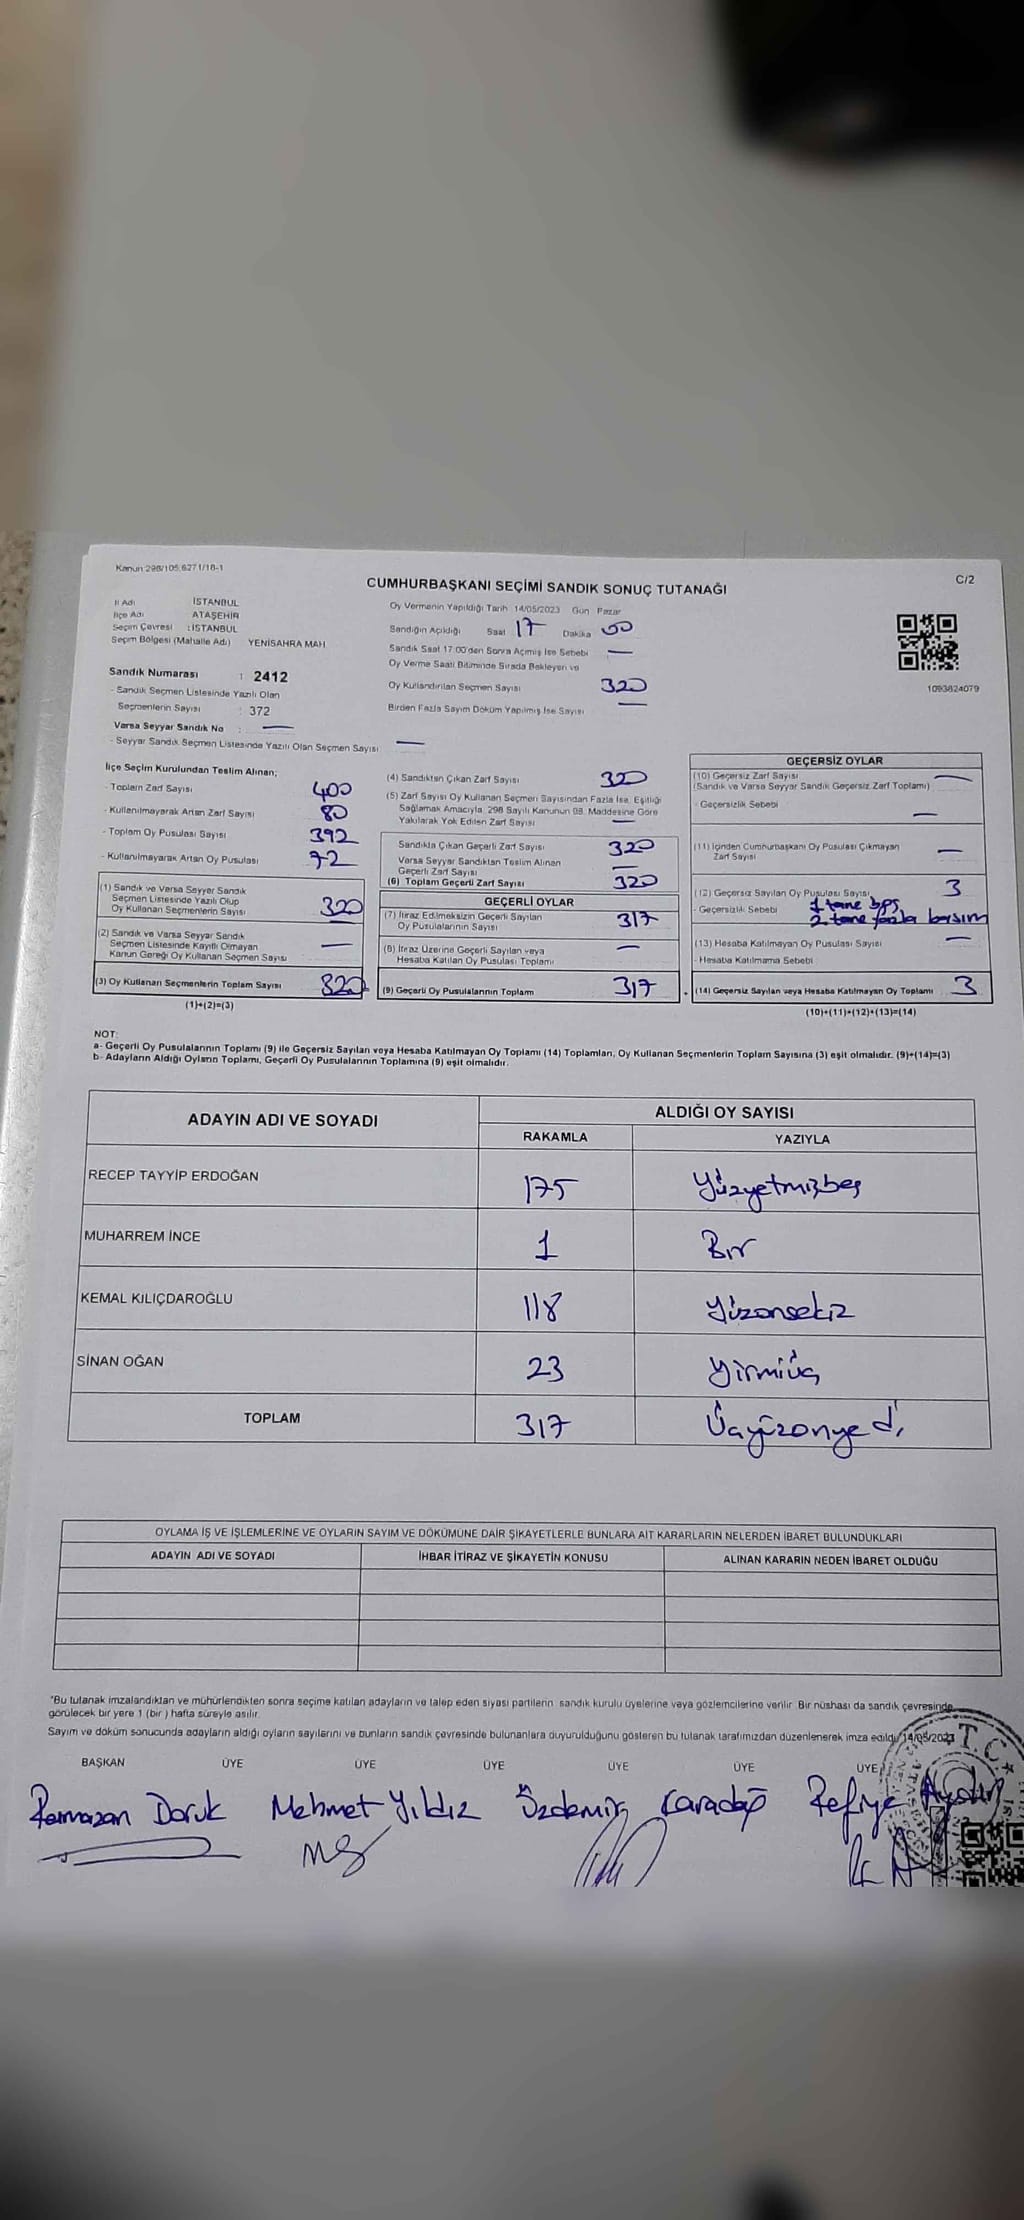 Kanun 298/105;6271/18-1
C/2
CUMHURBAŞKANI SEÇİMİ SANDIK SONUÇ TUTANAĞI
İl Adı İSTANBUL
İlçe Adı ATAŞEHİR
Seçim Çevresi : İSTANBUL
Seçim Bölgesi (Mahalle Adı) YENİSAHRA MAH
Sandık Numarası : 2412
- Sandık Seçmen Listesinde Yazılı Olan
Seçmenlerin Sayısı : 372
Varsa Seyyar Sandık No : —
- Seyyar Sandık Seçmen Listesinde Yazılı Olan Seçmen Sayısı —
Oy Vermenin Yapıldığı Tarih 14/05/2023 Gün Pazar
Sandığın Açıldığı Saat 17 Dakika 00
Sandık Saat 17:00'den Sonra Açılmış İse Sebebi —
Oy Verme Saati Bitiminde Sırada Bekleyen ve
Oy Kullandırılan Seçmen Sayısı 320
Birden Fazla Sayım Döküm Yapılmış İse Sayısı —
1093824079
İlçe Seçim Kurulundan Teslim Alınan;
- Toplam Zarf Sayısı 400
- Kullanılmayarak Artan Zarf Sayısı 80
- Toplam Oy Pusulası Sayısı 392
- Kullanılmayarak Artan Oy Pusulası 72
(1) Sandık ve Varsa Seyyar Sandık
Seçmen Listesinde Yazılı Olup
Oy Kullanan Seçmenlerin Sayısı 320
(2) Sandık ve Varsa Seyyar Sandık
Seçmen Listesinde Kayıtlı Olmayan
Kanun Gereği Oy Kullanan Seçmen Sayısı —
(3) Oy Kullanan Seçmenlerin Toplam Sayısı 320
(1)+(2)=(3)
(4) Sandıktan Çıkan Zarf Sayısı 320
(5) Zarf Sayısı Oy Kullanan Seçmen Sayısından Fazla İse, Eşitliği
Sağlamak Amacıyla, 298 Sayılı Kanunun 98. Maddesine Göre
Yakılarak Yok Edilen Zarf Sayısı —
Sandıkla Çıkan Geçerli Zarf Sayısı 320
Varsa Seyyar Sandıktan Teslim Alınan
Geçerli Zarf Sayısı —
(6) Toplam Geçerli Zarf Sayısı 320
GEÇERLİ OYLAR
(7) İtiraz Edilmeksizin Geçerli Sayılan
Oy Pusulalarının Sayısı 317
(8) İtiraz Üzerine Geçerli Sayılan veya
Hesaba Katılan Oy Pusulası Toplamı —
(9) Geçerli Oy Pusulalarının Toplam 317
GEÇERSİZ OYLAR
(10) Geçersiz Zarf Sayısı —
(Sandık ve Varsa Seyyar Sandık Geçersiz Zarf Toplamı)
- Geçersizlik Sebebi —
(11) İçinden Cumhurbaşkanı Oy Pusulası Çıkmayan
Zarf Sayısı —
(12) Geçersiz Sayılan Oy Pusulası Sayısı 3
- Geçersizlik Sebebi 1 tane boş
2 tane fazla basım
(13) Hesaba Katılmayan Oy Pusulası Sayısı —
- Hesaba Katılmama Sebebi
(14) Geçersiz Sayılan veya Hesaba Katılmayan Oy Toplamı 3
(10)+(11)+(12)+(13)=(14)
NOT:
a- Geçerli Oy Pusulalarının Toplamı (9) ile Geçersiz Sayılan veya Hesaba Katılmayan Oy Toplamı (14) Toplamları, Oy Kullanan Seçmenlerin Toplam Sayısına (3) eşit olmalıdır. (9)+(14)=(3)
b- Adayların Aldığı Oyların Toplamı, Geçerli Oy Pusulalarının Toplamına (9) eşit olmalıdır.
ADAYIN ADI VE SOYADI ALDIĞI OY SAYISI
RAKAMLA YAZIYLA
RECEP TAYYİP ERDOĞAN 175 Yüzyetmişbeş
MUHARREM İNCE 1 Bir
KEMAL KILIÇDAROĞLU 118 Yüzonsekiz
SİNAN OĞAN 23 Yirmiüç
TOPLAM 317 Üçyüzonyedi
OYLAMA İŞ VE İŞLEMLERİNE VE OYLARIN SAYIM VE DÖKÜMÜNE DAİR ŞİKAYETLERLE BUNLARA AİT KARARLARIN NELERDEN İBARET BULUNDUKLARI
ADAYIN ADI VE SOYADI İHBAR İTİRAZ VE ŞİKAYETİN KONUSU ALINAN KARARIN NEDEN İBARET OLDUĞU
*Bu tutanak imzalandıktan ve mühürlendikten sonra seçime katılan adayların ve talep eden siyasi partilerin sandık kurulu üyelerine veya gözlemcilerine verilir. Bir nüshası da sandık çevresinde
görülecek bir yere 1 (bir) hafta süreyle asılır.
Sayım ve döküm sonucunda adayların aldığı oyların sayılarını ve bunların sandık çevresinde bulunanlara duyurulduğunu gösteren bu tutanak tarafımızdan düzenlenerek imza edildi 14/05/2023
BAŞKAN ÜYE ÜYE ÜYE ÜYE ÜYE ÜYE
Ramazan Doruk Mehmet Yıldız Özdemir Karadağ Refiye Aydın
T.C.